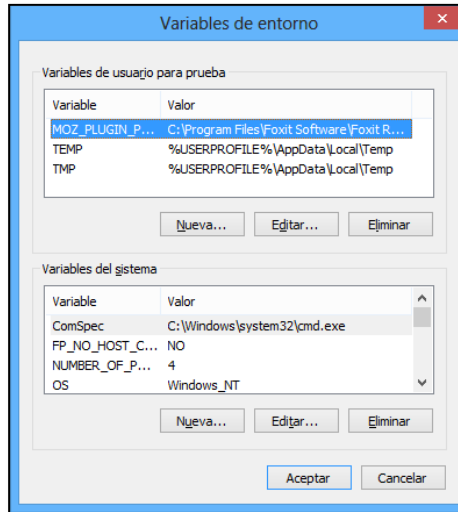 Variables de entorno
Variables de usuario para prueba
Variable Valor
MOZ_PLUGIN_P... C:\Program Files\Foxit Software\Foxit R...
TEMP %USERPROFILE%\AppData\Local\Temp
TMP %USERPROFILE%\AppData\Local\Temp
Nueva... Editar... Eliminar
Variables del sistema
Variable Valor
ComSpec C:\Windows\system32\cmd.exe
FP_NO_HOST_C... NO
NUMBER_OF_P... 4
OS Windows_NT
Nueva... Editar... Eliminar
Aceptar Cancelar